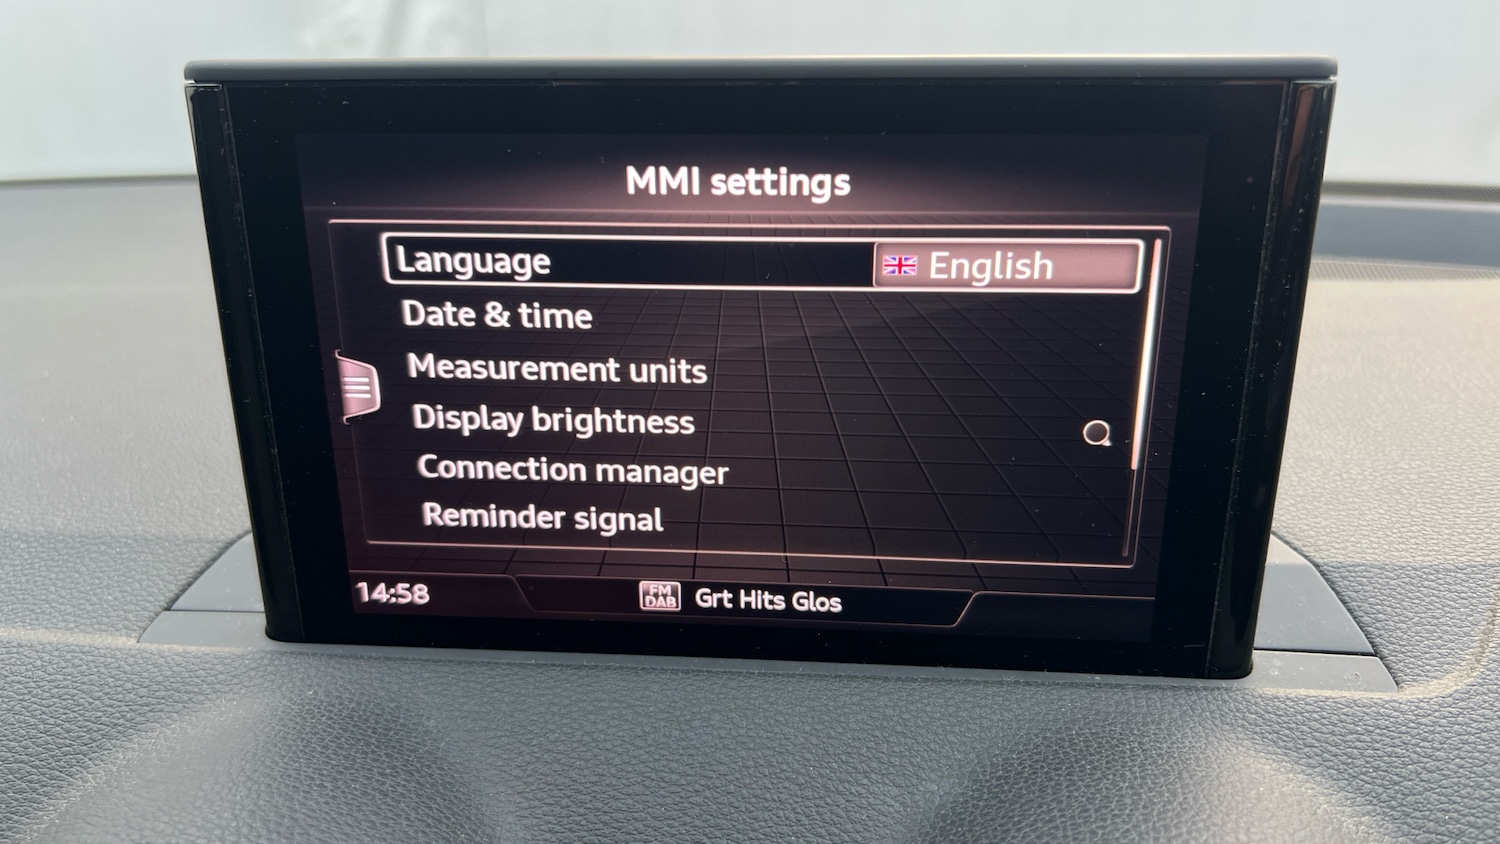 MMI settings
Language English
Date & time
Measurement units
Display brightness
Connection manager
Reminder signal
14:58 FM DAB Grt Hits Glos